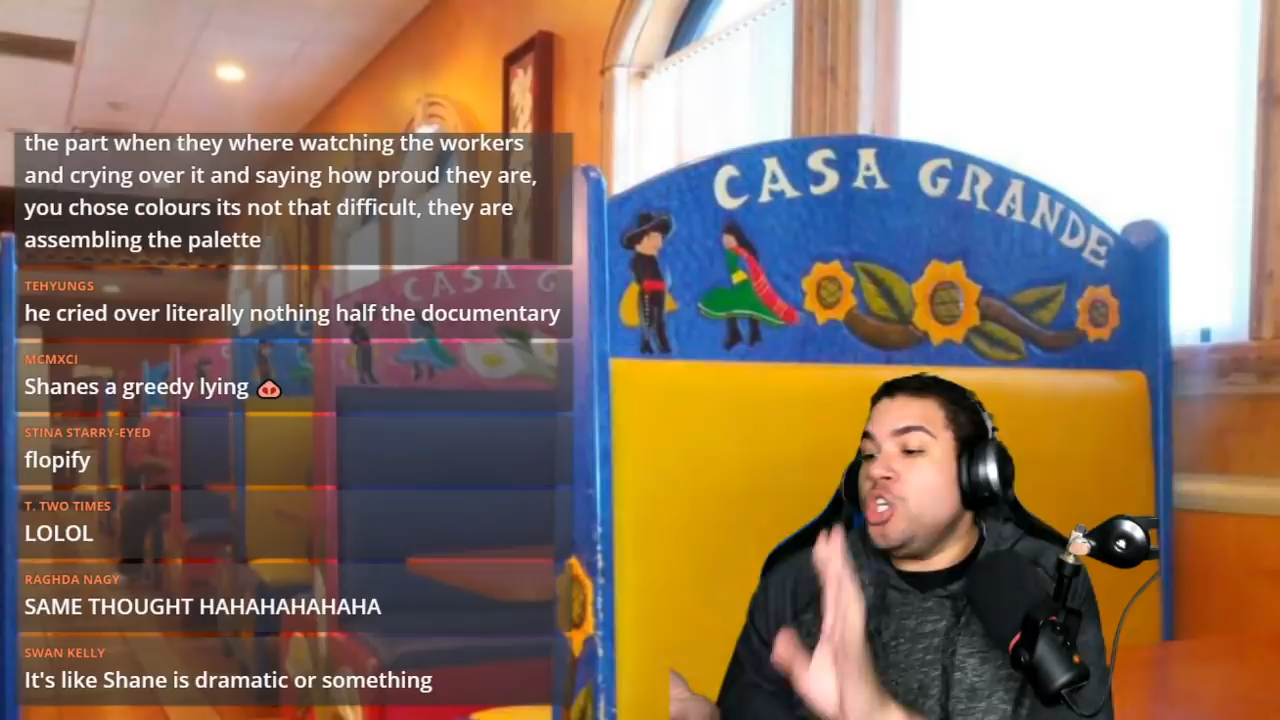 the part when they where watching the workers
and crying over it and saying how proud they are,
you chose colours its not that difficult, they are
assembling the palette
TEHYUNGS
he cried over literally nothing half the documentary
MCMXCI
Shanes a greedy lying 🐽
STINA STARRY-EYED
flopify
T. TWO TIMES
LOLOL
RAGHDA NAGY
SAME THOUGHT HAHAHAHAHAHA
SWAN KELLY
It's like Shane is dramatic or something
CASA GRANDE
CASA G